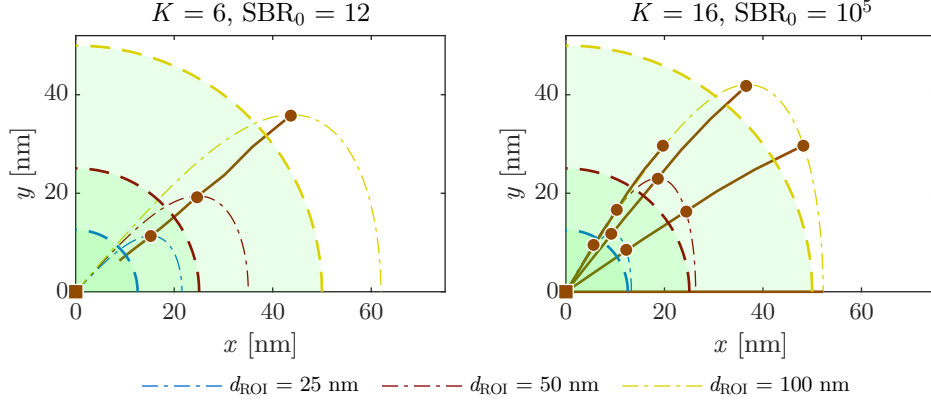 K = 6, SBR₀ = 12
K = 16, SBR₀ = 10⁵
y [nm]
40
20
0
0 20 40 60
x [nm]
y [nm]
40
20
0
0 20 40 60
x [nm]
d_ROI = 25 nm d_ROI = 50 nm d_ROI = 100 nm